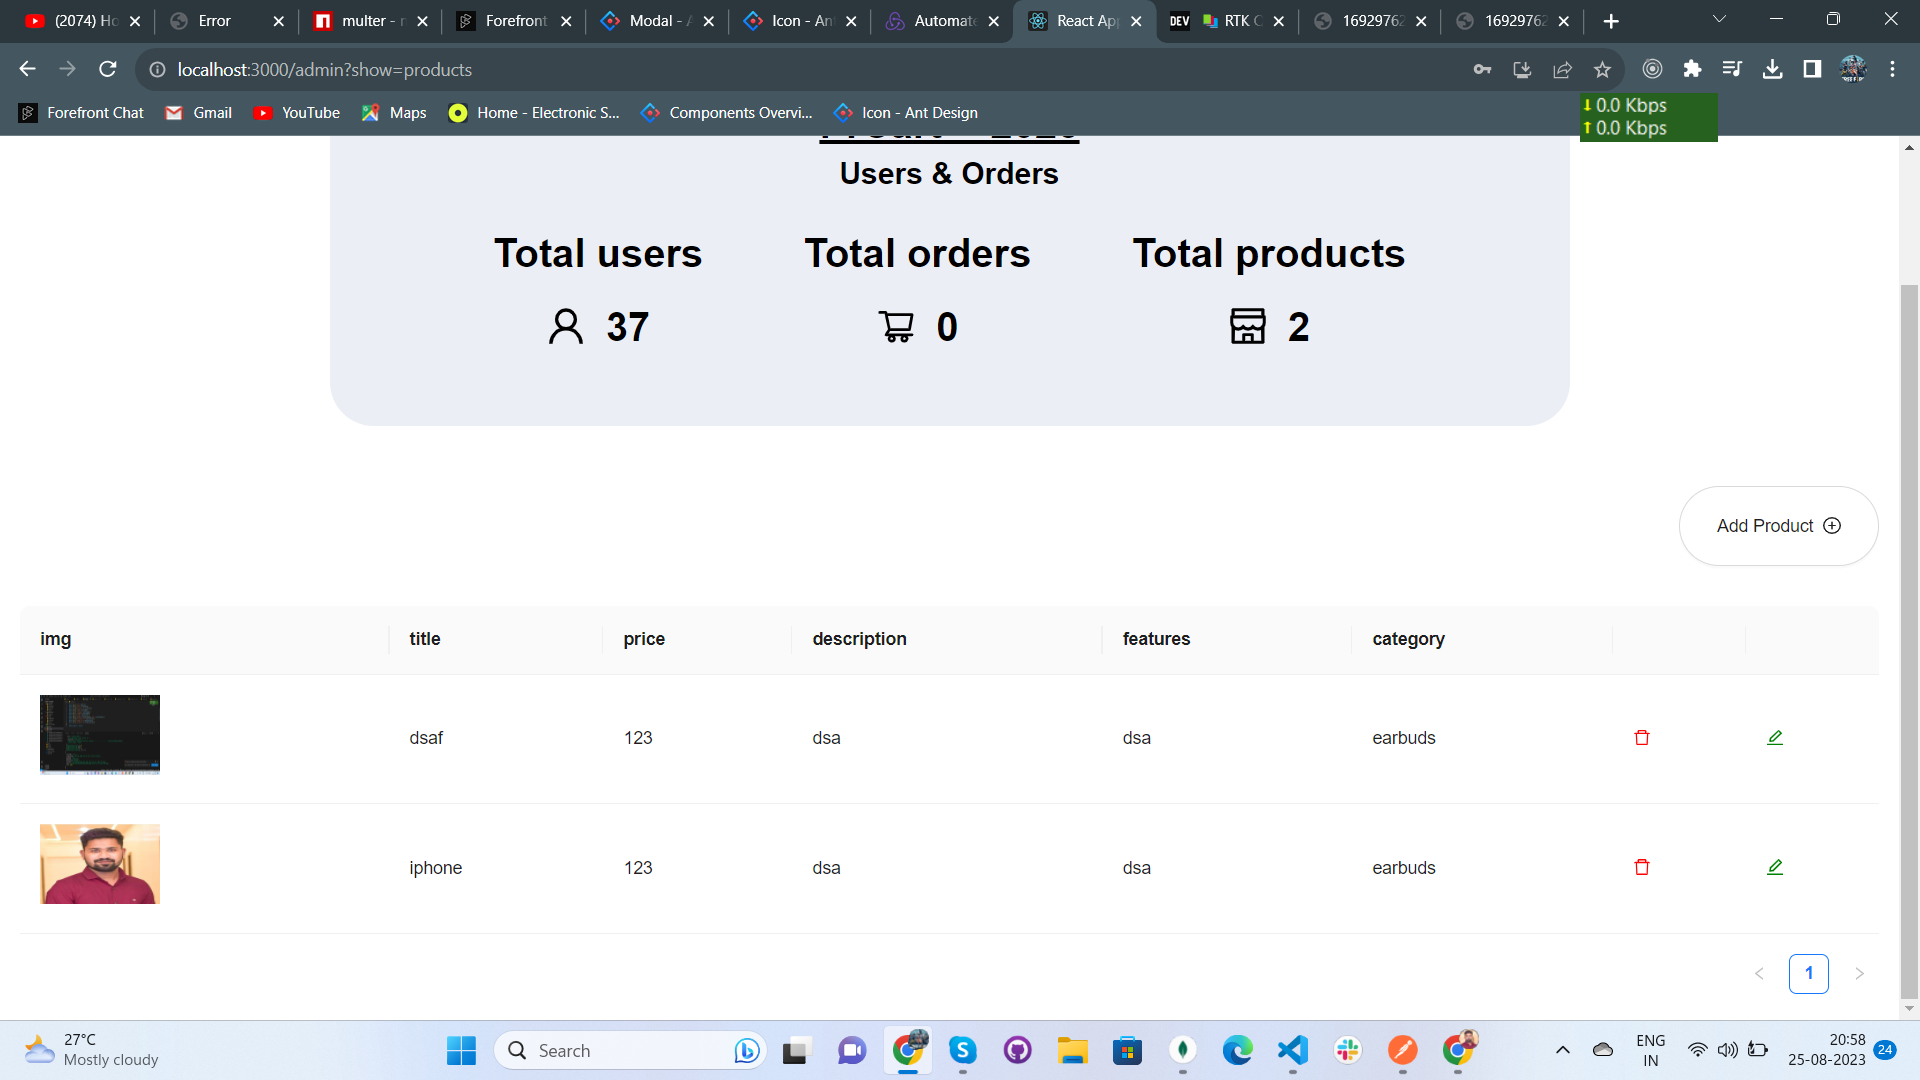 (2074) Ho
Error
multer - n
Forefront
Modal - A
Icon - Ant
Automate
React App
DEV
RTK Q
16929762
16929762
localhost:3000/admin?show=products
Forefront Chat
Gmail
YouTube
Maps
Home - Electronic S...
Components Overvi...
Icon - Ant Design
0.0 Kbps
0.0 Kbps
Users & Orders
Total users
Total orders
Total products
37
0
2
Add Product
img title price description features category
dsaf 123 dsa dsa earbuds
iphone 123 dsa dsa earbuds
1
27°C
Mostly cloudy
Search
ENG
IN
20:58
25-08-2023
24